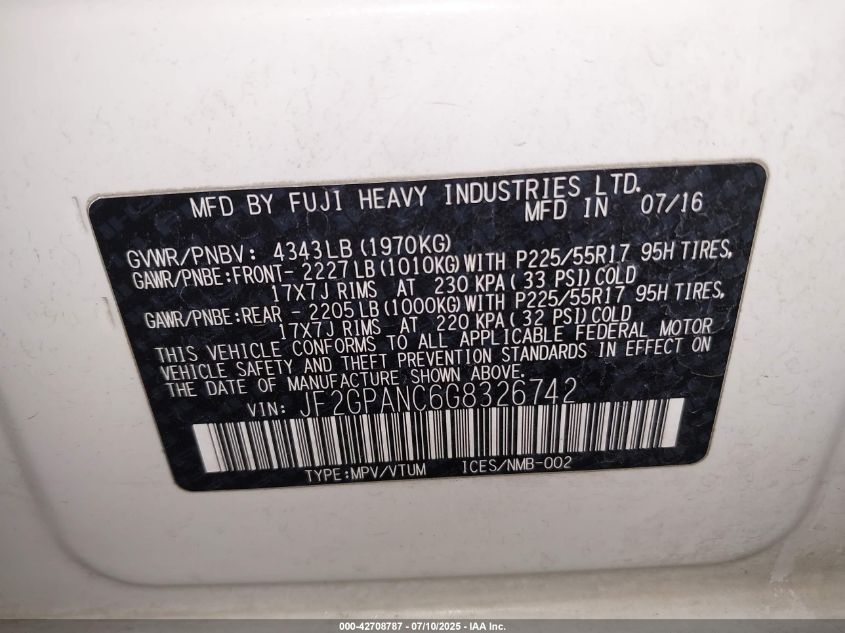 MFD BY FUJI HEAVY INDUSTRIES LTD.
MFD IN 07/16
GVWR/PNBV: 4343LB (1970KG)
GAWR/PNBE:FRONT- 2227LB (1010KG) WITH P225/55R17 95H TIRES,
17X7J RIMS AT 230 KPA (33 PSI) COLD
GAWR/PNBE:REAR - 2205LB (1000KG) WITH P225/55R17 95H TIRES,
17X7J RIMS AT 220 KPA (32 PSI) COLD
THIS VEHICLE CONFORMS TO ALL APPLICABLE FEDERAL MOTOR
VEHICLE SAFETY AND THEFT PREVENTION STANDARDS IN EFFECT ON
THE DATE OF MANUFACTURE SHOWN ABOVE.
VIN: JF2GPANC6G8326742
TYPE:MPV/VTUM ICES/NMB-002
000-42708787 - 07/10/2025 - IAA Inc.